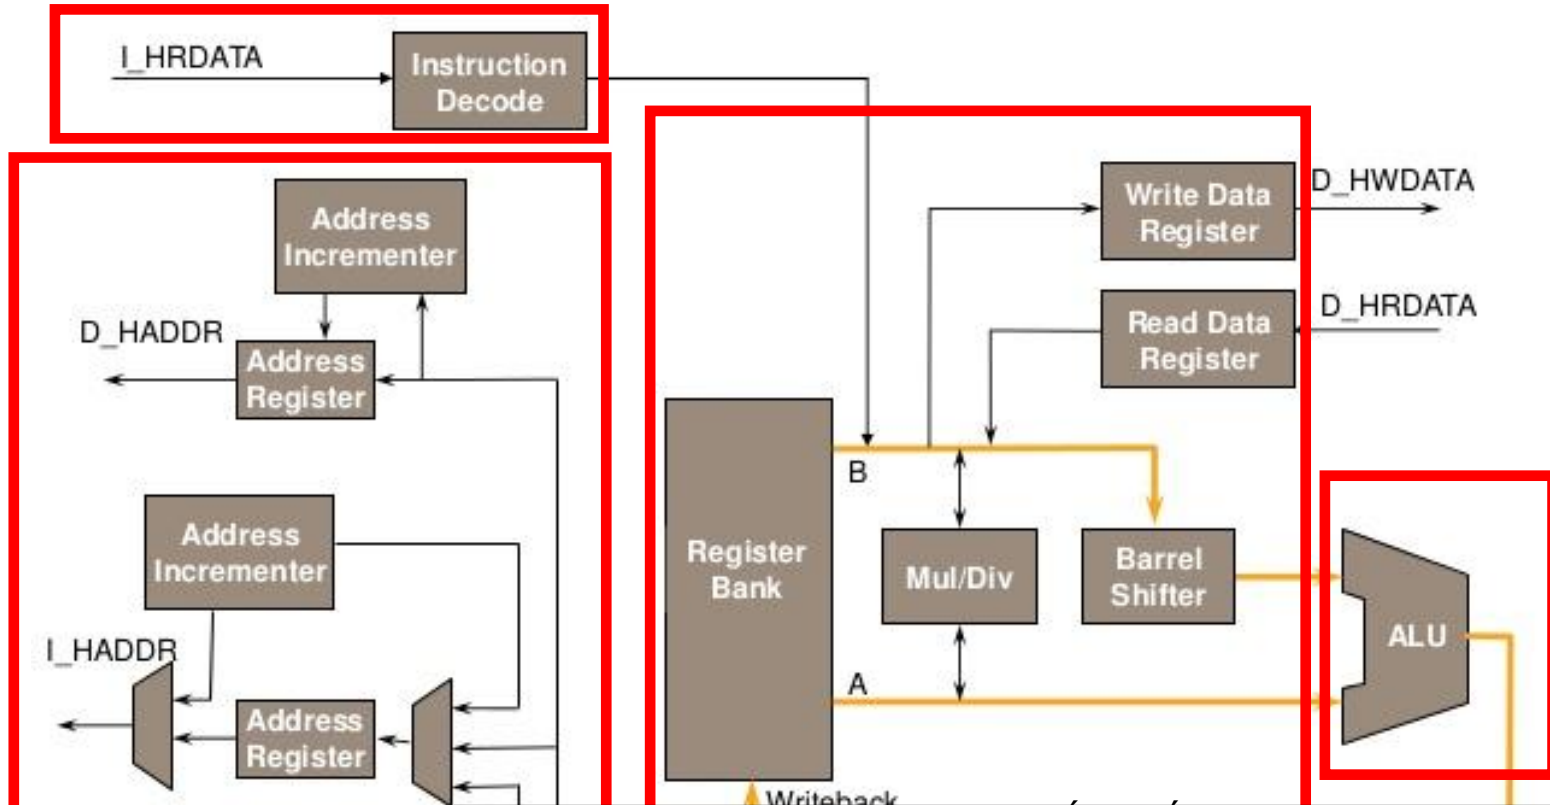 I_HRDATA
Instruction
Decode
Address
Incrementer
D_HADDR
Address
Register
Address
Incrementer
I_HADDR
Address
Register
Write Data
Register
D_HWDATA
Read Data
Register
D_HRDATA
B
Register
Bank
Mul/Div
Barrel
Shifter
ALU
A
Writeback